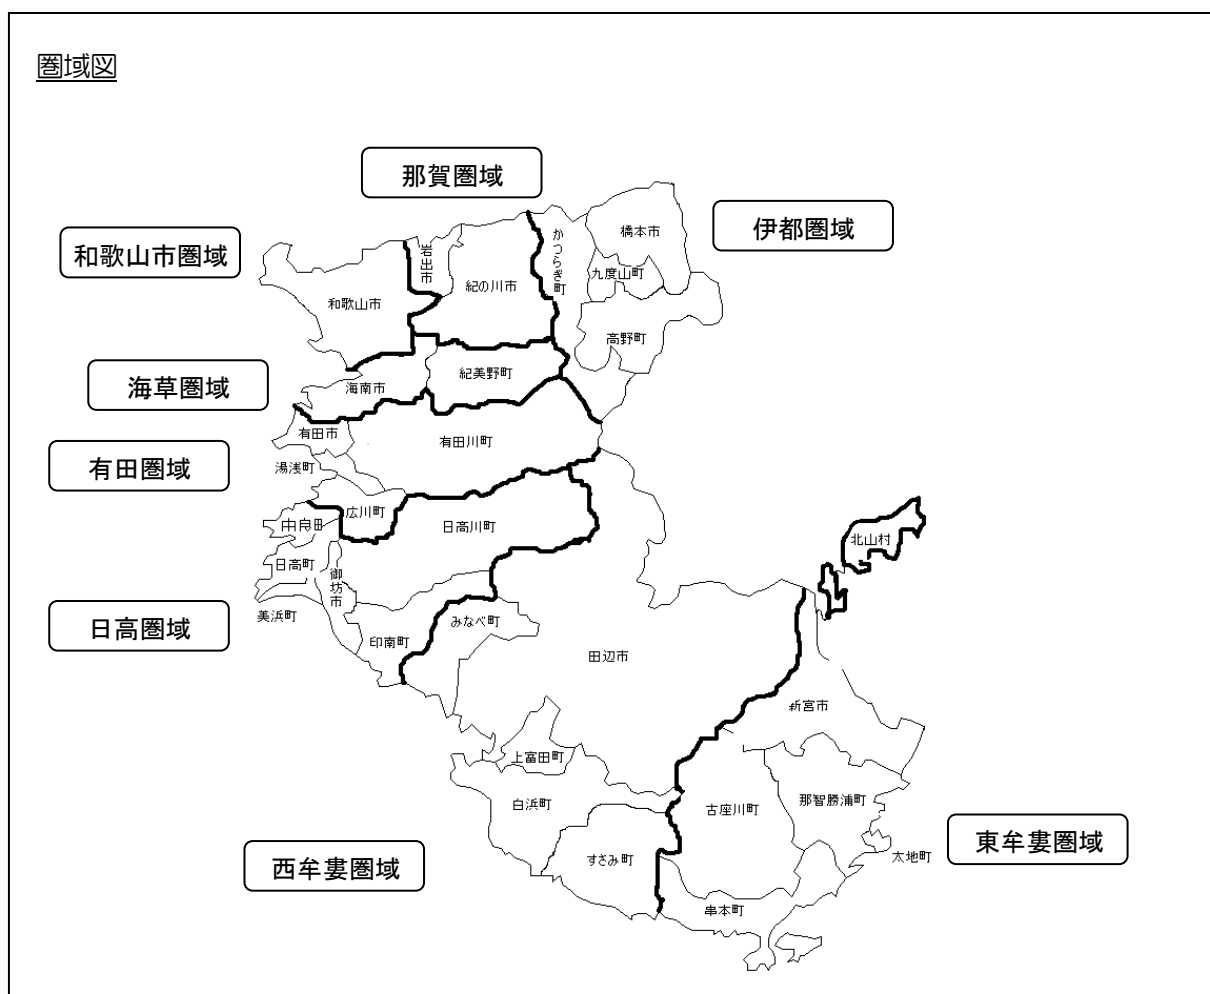 圏域図
那賀圏域
伊都圏域
和歌山市圏域
橋本市
かつらぎ町
岩出市
九度山町
紀の川市
和歌山市
高野町
海草圏域
紀美野町
海南市
有田市
有田川町
有田圏域
湯浅町
広川町
由良町
日高川町
北山村
日高町
御坊市
美浜町
日高圏域
みなべ町
印南町
田辺市
新宮市
上富田町
白浜町
那智勝浦町
古座川町
東牟婁圏域
太地町
すさみ町
西牟婁圏域
串本町